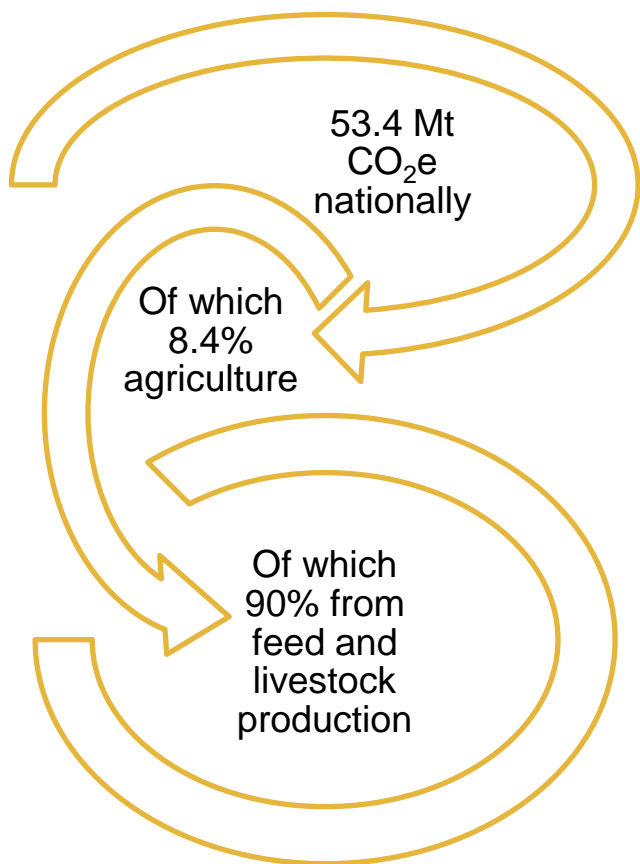 53.4 Mt
CO₂e
nationally
Of which
8.4%
agriculture
Of which
90% from
feed and
livestock
production